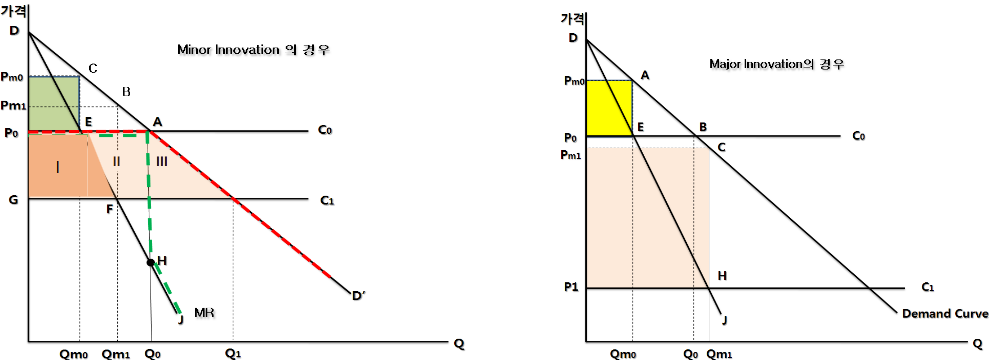 가격
D
Minor Innovation 의 경우
C
Pm0
B
Pm1
E
A
P0
C0
I
II
III
G
C1
F
H
D′
J
MR
Qm0
Qm1
Q0
Q1
Q
가격
D
Major Innovation의 경우
Pm0
A
E
B
P0
C0
C
Pm1
H
P1
C1
J
Demand Curve
Qm0
Q0
Qm1
Q